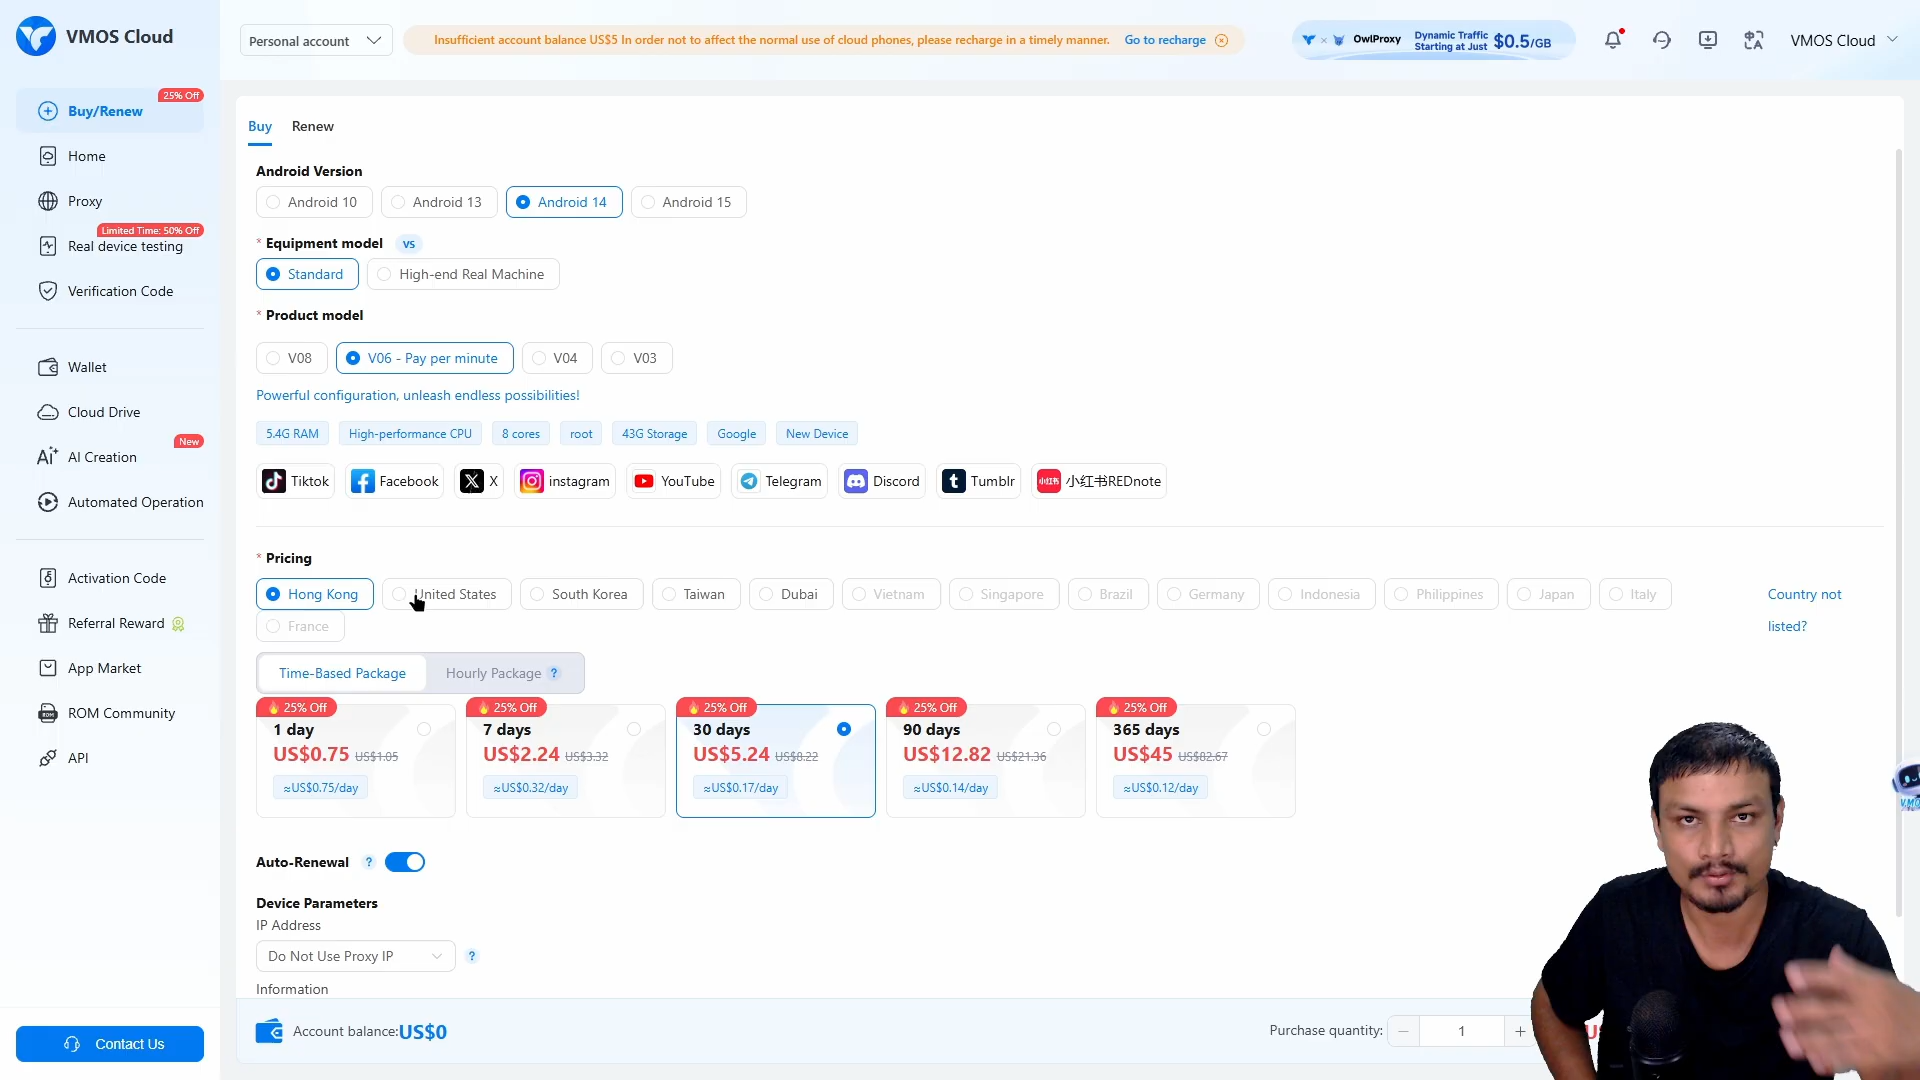 VMOS Cloud
Personal account
Insufficient account balance US$5 In order not to affect the normal use of cloud phones, please recharge in a timely manner. Go to recharge
OwlProxy
Dynamic Traffic
Starting at Just $0.5/GB
VMOS Cloud
25% Off
Buy/Renew
Home
Proxy
Limited Time: 50% Off
Real device testing
Verification Code
Wallet
Cloud Drive
New
AI Creation
Automated Operation
Activation Code
Referral Reward
App Market
ROM Community
API
Contact Us
Buy Renew
Android Version
Android 10 Android 13 Android 14 Android 15
* Equipment model vs
Standard High-end Real Machine
* Product model
V08 V06 - Pay per minute V04 V03
Powerful configuration, unleash endless possibilities!
5.4G RAM High-performance CPU 8 cores root 43G Storage Google New Device
Tiktok Facebook X instagram YouTube Telegram Discord Tumblr 小红书REDnote
* Pricing
Hong Kong United States South Korea Taiwan Dubai Vietnam Singapore Brazil Germany Indonesia Philippines Japan Italy
France
Country not
listed?
Time-Based Package Hourly Package ?
25% Off 25% Off 25% Off 25% Off 25% Off
1 day 7 days 30 days 90 days 365 days
US$0.75 US$1.05 US$2.24 US$3.32 US$5.24 US$8.22 US$12.82 US$21.36 US$45 US$82.67
≈US$0.75/day ≈US$0.32/day ≈US$0.17/day ≈US$0.14/day ≈US$0.12/day
Auto-Renewal ?
Device Parameters
IP Address
Do Not Use Proxy IP ?
Information
Account balance:US$0
Purchase quantity: − 1 +